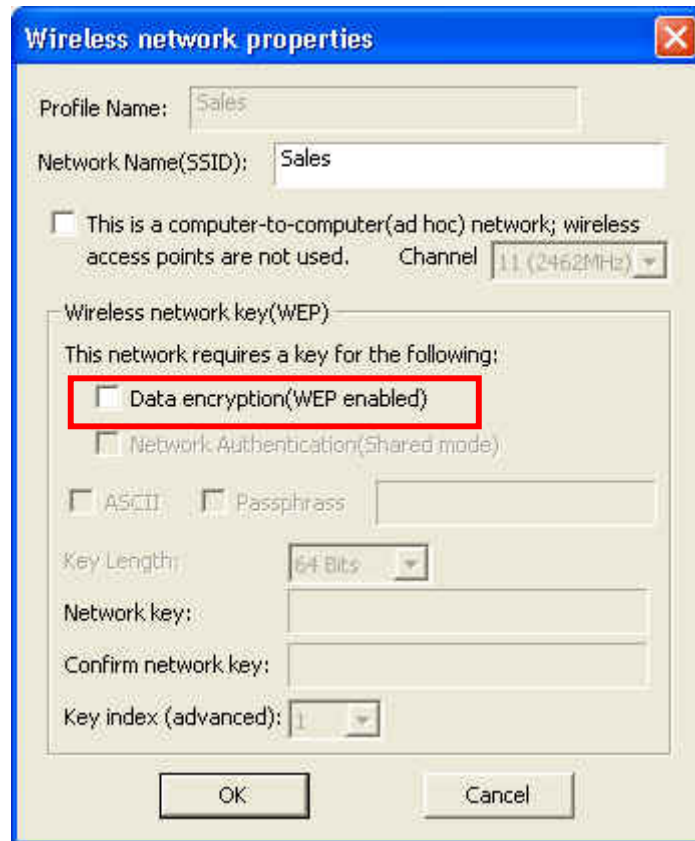 Wireless network properties
Profile Name: Sales
Network Name(SSID): Sales
This is a computer-to-computer(ad hoc) network; wireless
access points are not used. Channel 11 (2462MHz)
Wireless network key(WEP)
This network requires a key for the following:
Data encryption(WEP enabled)
Network Authentication(Shared mode)
ASCII Passphrass
Key Length: 64 Bits
Network key:
Confirm network key:
Key index (advanced): 1
OK Cancel